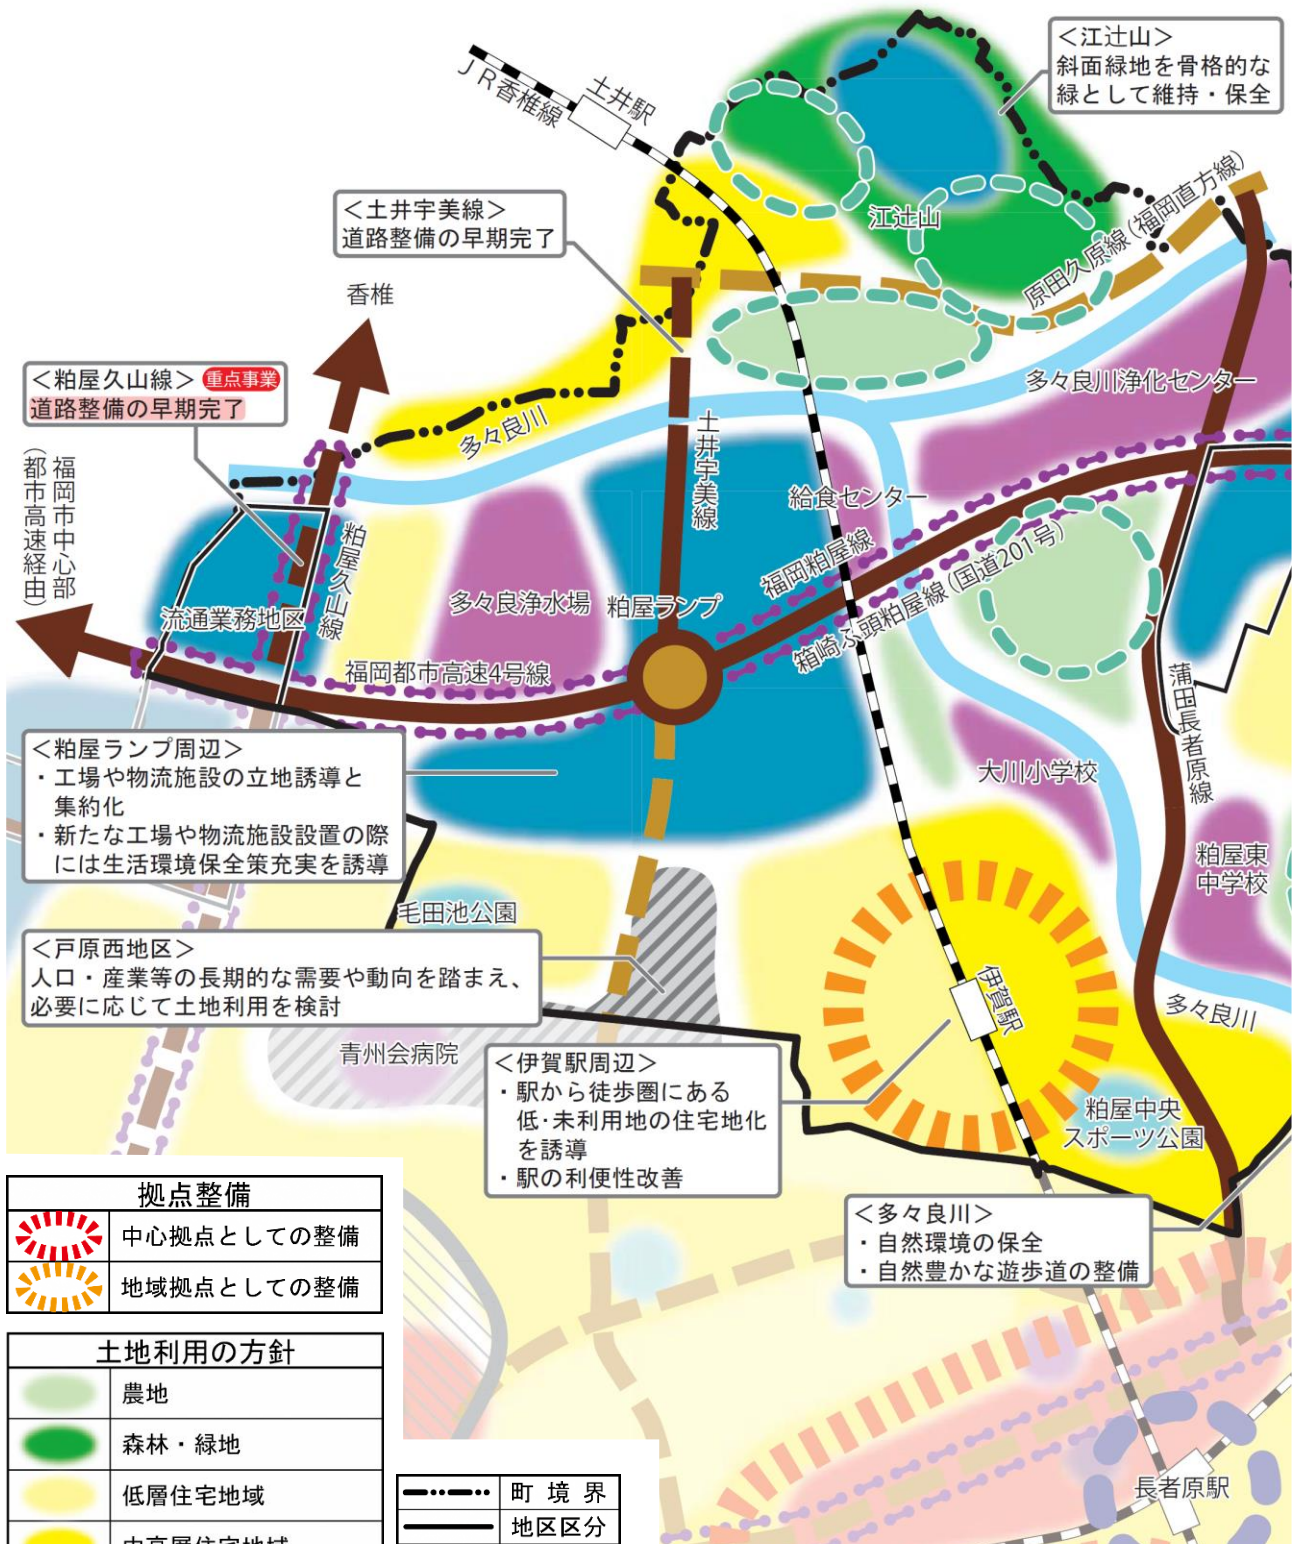 ＜江辻山＞
斜面緑地を骨格的な
緑として維持・保全
土井駅
ＪＲ香椎線
江辻山
原田久原線(福岡直方線)
＜土井宇美線＞
道路整備の早期完了
香椎
＜粕屋久山線＞ 重点事業
道路整備の早期完了
多々良川
多々良川浄化センター
土井宇美線
給食センター
福岡市中心部
(都市高速経由)
粕屋久山線
福岡粕屋線
箱崎ふ頭粕屋線(国道201号)
流通業務地区
多々良浄水場
粕屋ランプ
福岡都市高速4号線
蒲田長者原線
＜粕屋ランプ周辺＞
・工場や物流施設の立地誘導と
集約化
・新たな工場や物流施設設置の際
には生活環境保全策充実を誘導
大川小学校
粕屋東
中学校
毛田池公園
＜戸原西地区＞
人口・産業等の長期的な需要や動向を踏まえ、
必要に応じて土地利用を検討
伊賀駅
多々良川
青州会病院
＜伊賀駅周辺＞
・駅から徒歩圏にある
低・未利用地の住宅地化
を誘導
・駅の利便性改善
粕屋中央
スポーツ公園
＜多々良川＞
・自然環境の保全
・自然豊かな遊歩道の整備
拠点整備
中心拠点としての整備
地域拠点としての整備
土地利用の方針
農地
森林・緑地
低層住宅地域
中高層住宅地域
町境界
地区区分
長者原駅